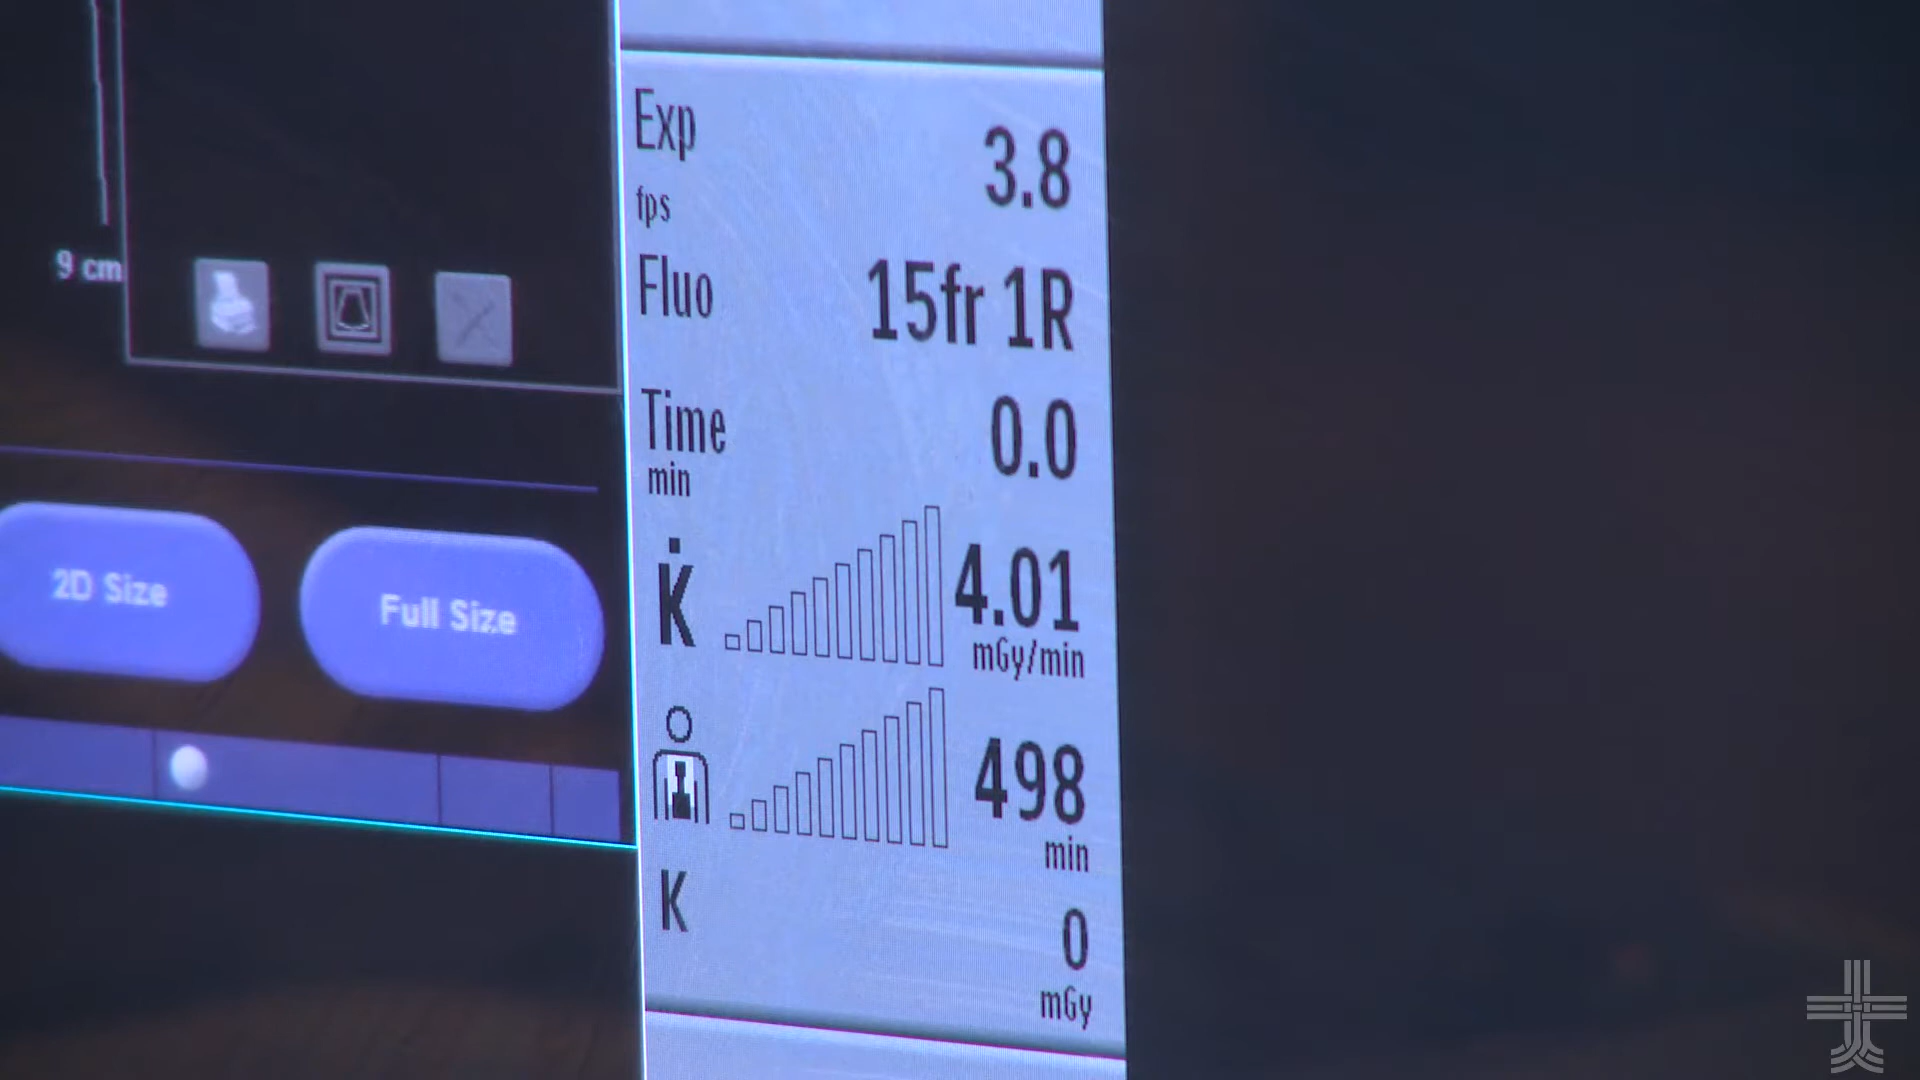 9 cm
2D Size
Full Size
Exp
3.8
fps
Fluo
15fr 1R
Time
0.0
min
K̇
4.01
mGy/min
498
min
K
0
mGy